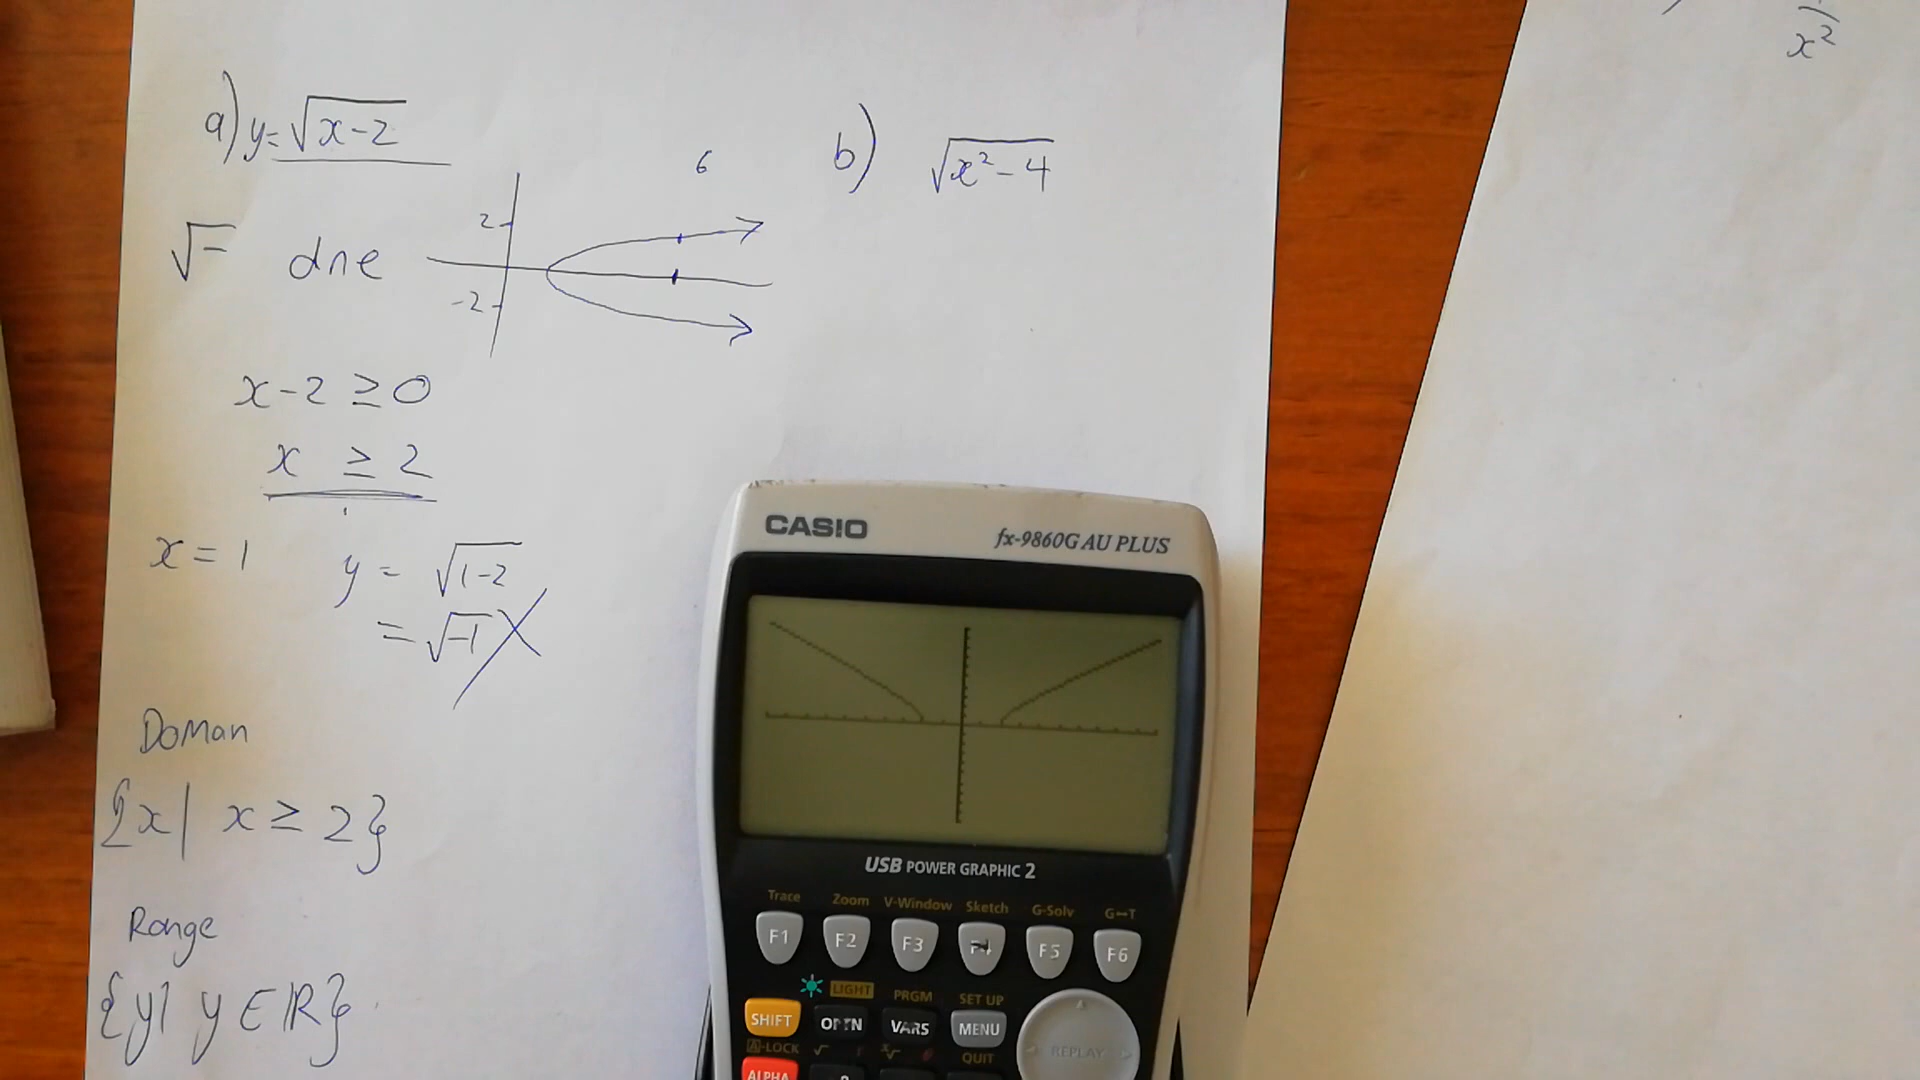 a) y=√x-2
6
b) √x²-4
√- dne
2
-2
x-2 ≥ 0
x ≥ 2
x = 1 y = √1-2
= √-1
Doman
{x| x ≥ 2}
Range
{y| y ∈ ℝ}
x²
CASIO
fx-9860G AU PLUS
USB POWER GRAPHIC 2
Trace Zoom V-Window Sketch G-Solv G↔T
F1 F2 F3 F4 F5 F6
LIGHT PRGM SET UP
SHIFT OPTN VARS MENU
REPLAY
A-LOCK QUIT
ALPHA